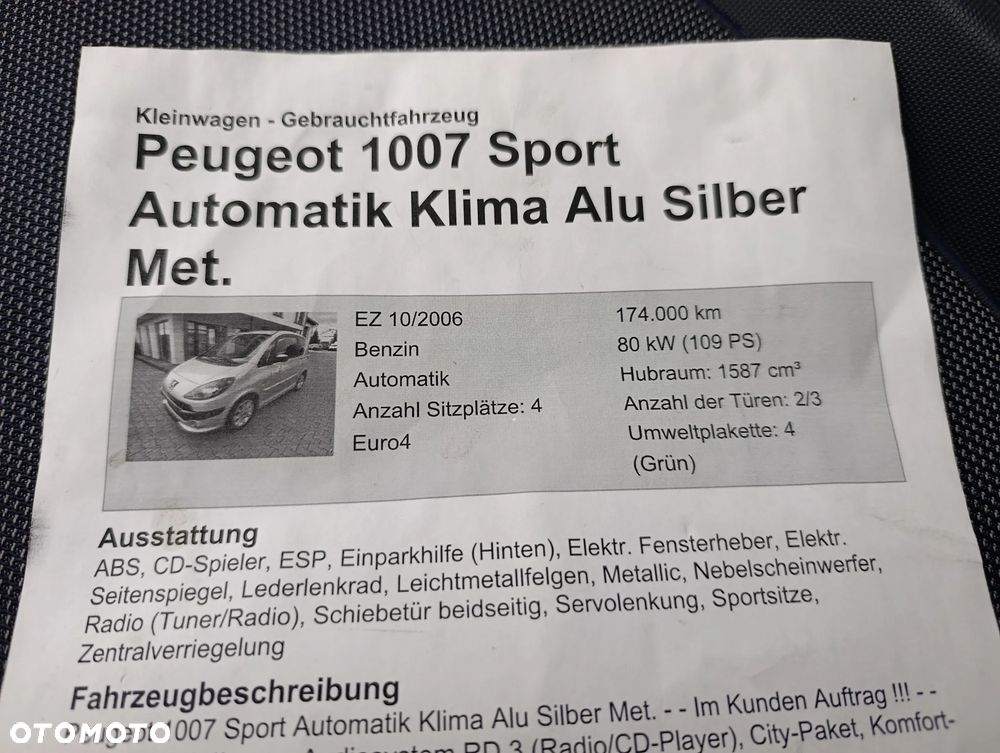 Kleinwagen - Gebrauchtfahrzeug
Peugeot 1007 Sport
Automatik Klima Alu Silber
Met.
EZ 10/2006
174.000 km
Benzin
80 kW (109 PS)
Automatik
Hubraum: 1587 cm³
Anzahl Sitzplätze: 4
Anzahl der Türen: 2/3
Euro4
Umweltplakette: 4
(Grün)
Ausstattung
ABS, CD-Spieler, ESP, Einparkhilfe (Hinten), Elektr. Fensterheber, Elektr.
Seitenspiegel, Lederlenkrad, Leichtmetallfelgen, Metallic, Nebelscheinwerfer,
Radio (Tuner/Radio), Schiebetür beidseitig, Servolenkung, Sportsitze,
Zentralverriegelung
Fahrzeugbeschreibung
Peugeot 1007 Sport Automatik Klima Alu Silber Met. - - Im Kunden Auftrag !!! - -
Audiosystem RD 3 (Radio/CD-Player), City-Paket, Komfort-
OTOMOTO